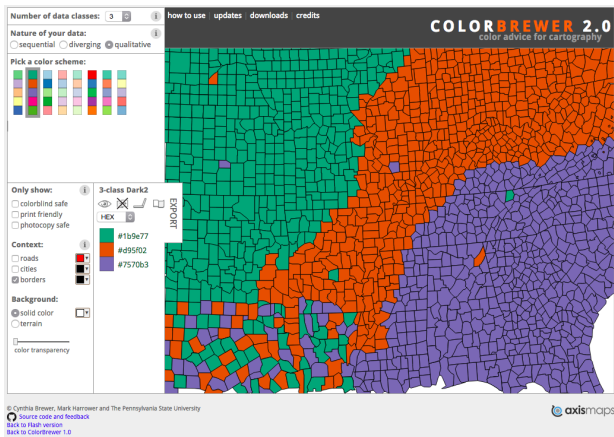 Number of data classes: 3 i
how to use | updates | downloads | credits
COLORBREWER 2.0
color advice for cartography
Nature of your data: i
sequential diverging qualitative
Pick a color scheme:
Only show: i
colorblind safe
print friendly
photocopy safe
Context: i
roads
cities
borders
Background:
solid color
terrain
color transparency
3-class Dark2
EXPORT
HEX
#1b9e77
#d95f02
#7570b3
© Cynthia Brewer, Mark Harrower and The Pennsylvania State University
Source code and feedback
Back to Flash version
Back to ColorBrewer 1.0
axismaps